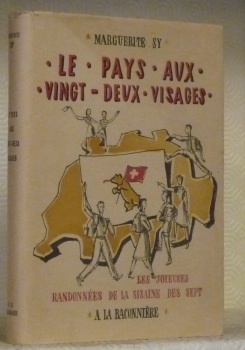 MARGUERITE SY
LE · PAYS · AUX ·
· VINGT - DEUX · VISAGES ·
LES JOYEUSES
RANDONNÉES DE LA SIZAINE DES SEPT
A LA BACONNIÈRE